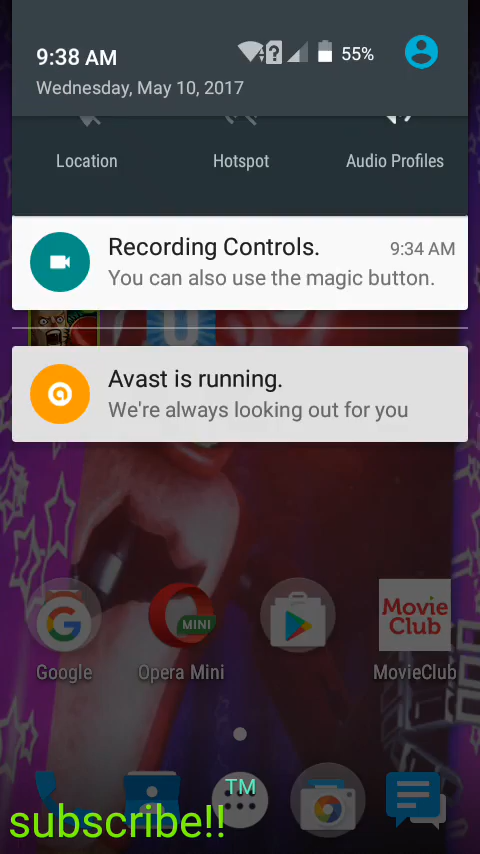 9:38 AM
55%
Wednesday, May 10, 2017
Location
Hotspot
Audio Profiles
Recording Controls.
9:34 AM
You can also use the magic button.
Avast is running.
We're always looking out for you
MINI
Movie
Club
Google
Opera Mini
MovieClub
TM
subscribe!!